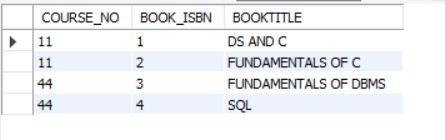 COURSE_NO BOOK_ISBN BOOKTITLE
11 1 DS AND C
11 2 FUNDAMENTALS OF C
44 3 FUNDAMENTALS OF DBMS
44 4 SQL